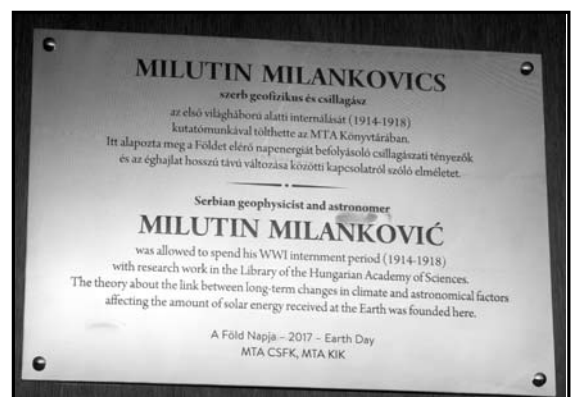 MILUTIN MILANKOVICS
szerb geofizikus és csillagász
az első világháború alatti internálását (1914-1918)
kutatómunkával tölthette az MTA Könyvtárában.
Itt alapozta meg a Földet elérő napenergiát befolyásoló csillagászati tényezők
és az éghajlat hosszú távú változása közötti kapcsolatról szóló elméletet.
Serbian geophysicist and astronomer
MILUTIN MILANKOVIĆ
was allowed to spend his WWI internment period (1914-1918)
with research work in the Library of the Hungarian Academy of Sciences.
The theory about the link between long-term changes in climate and astronomical factors
affecting the amount of solar energy received at the Earth was founded here.
A Föld Napja – 2017 - Earth Day
MTA CSFK, MTA KIK